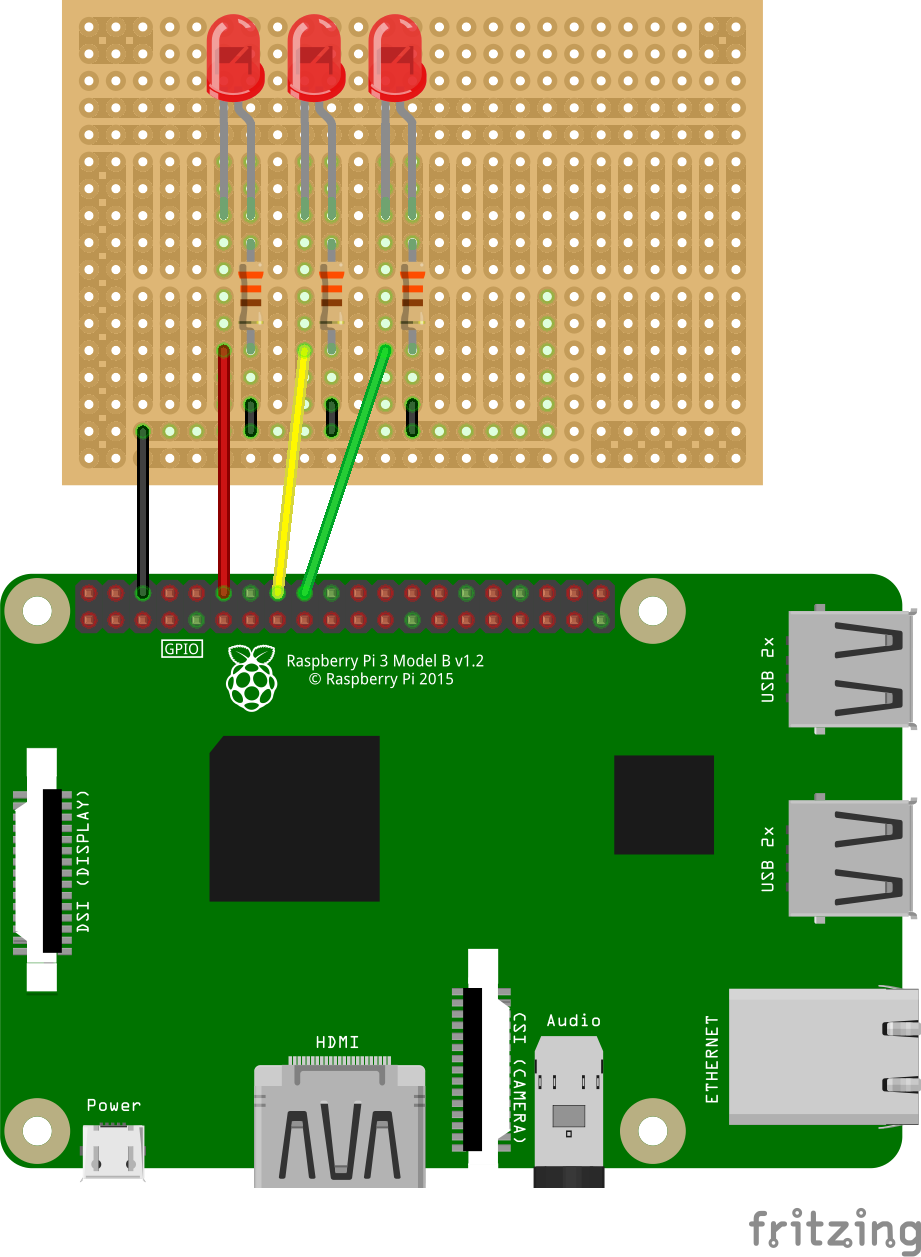 GPIO
Raspberry Pi 3 Model B v1.2
© Raspberry Pi 2015
USB 2x
DSI (DISPLAY)
USB 2x
HDMI
CSI (CAMERA)
Audio
ETHERNET
Power
fritzing